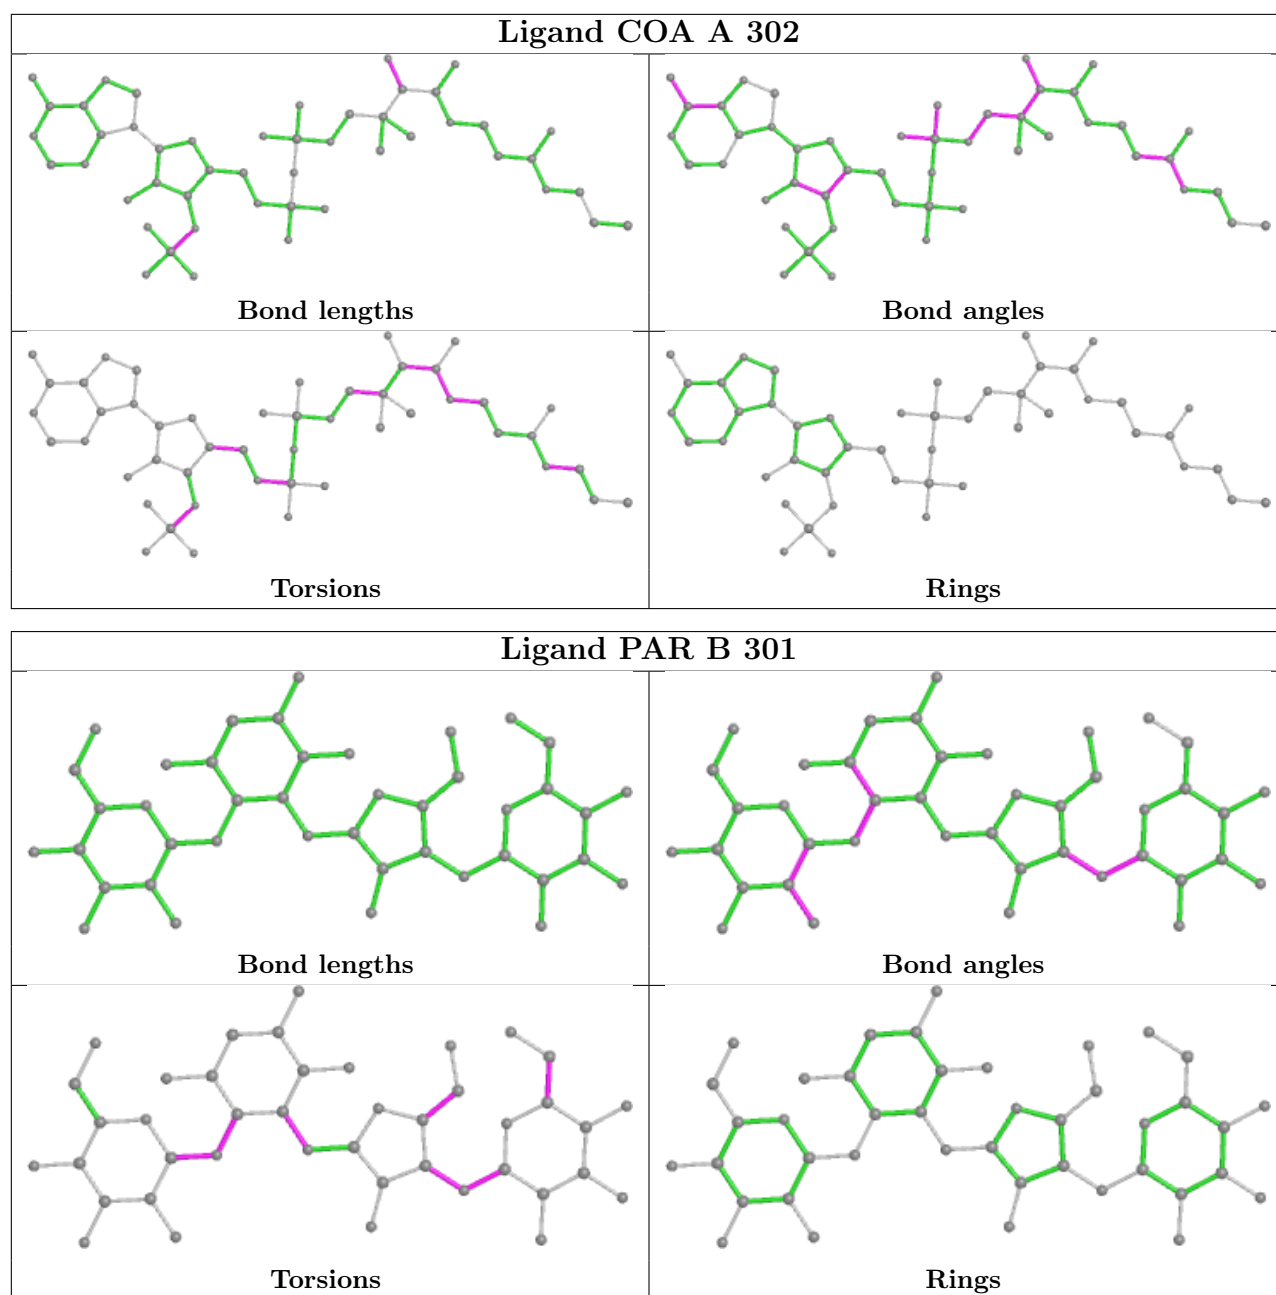 Ligand COA A 302
Bond lengths
Bond angles
Torsions
Rings
Ligand PAR B 301
Bond lengths
Bond angles
Torsions
Rings